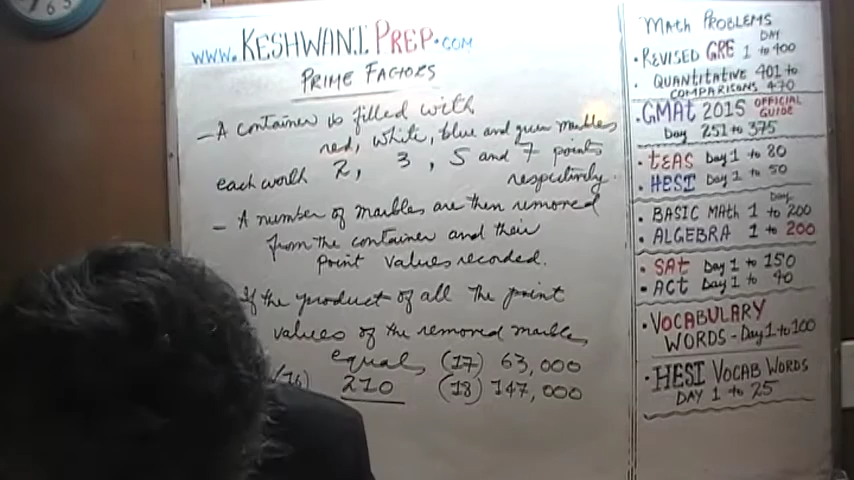 www.KESHWANIPREP.COM
PRIME FACTORS
- A container is filled with
red, white, blue and green marbles
each worth 2, 3, 5 and 7 points
respectively.
- A number of marbles are then removed
from the container and their
point values recorded.
If the product of all the point
values of the removed marbles
equal (17) 63,000
(16) 210 (18) 147,000
MATH PROBLEMS
DAY
• REVISED GRE 1 to 400
• QUANTITATIVE 401 to
COMPARISONS 470
• GMAT 2015 OFFICIAL
GUIDE
Day 251 to 375
• TEAS Day 1 to 80
• HESI Day 1 to 50
Day
• BASIC MATH 1 to 200
• ALGEBRA 1 to 200
• SAT Day 1 to 150
• ACT Day 1 to 40
• VOCABULARY
WORDS - Day 1 to 100
• HESI VOCAB WORDS
DAY 1 to 25